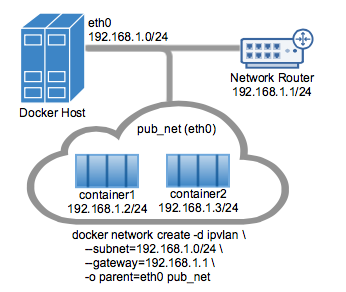 eth0
192.168.1.0/24
Docker Host
Network Router
192.168.1.1/24
pub_net (eth0)
container1
192.168.1.2/24
container2
192.168.1.3/24
docker network create -d ipvlan \
--subnet=192.168.1.0/24 \
--gateway=192.168.1.1 \
-o parent=eth0 pub_net